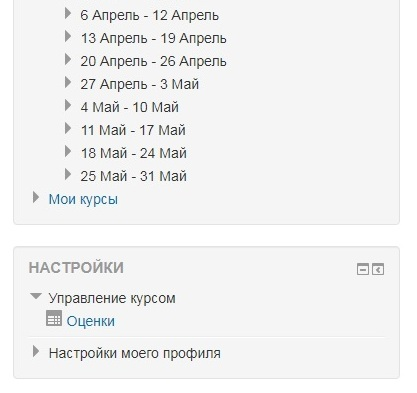 6 Апрель - 12 Апрель
13 Апрель - 19 Апрель
20 Апрель - 26 Апрель
27 Апрель - 3 Май
4 Май - 10 Май
11 Май - 17 Май
18 Май - 24 Май
25 Май - 31 Май
Мои курсы
НАСТРОЙКИ
Управление курсом
Оценки
Настройки моего профиля